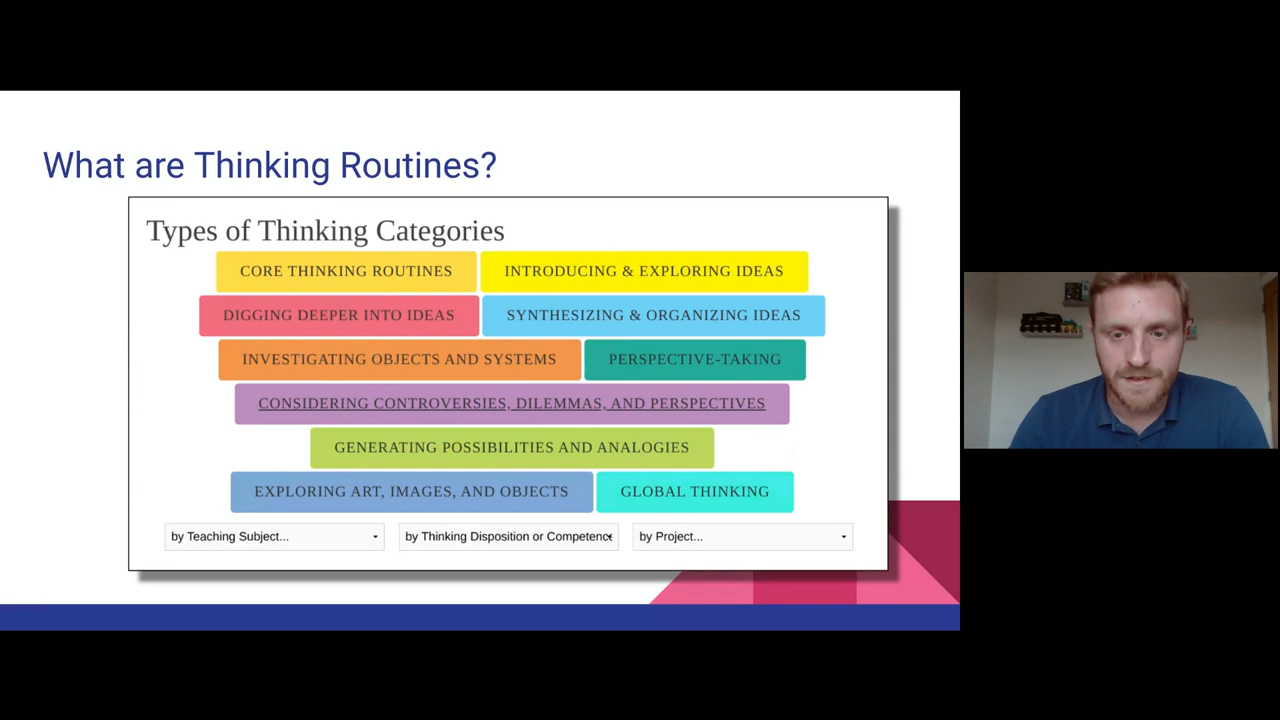 What are Thinking Routines?
Types of Thinking Categories
CORE THINKING ROUTINES
INTRODUCING & EXPLORING IDEAS
DIGGING DEEPER INTO IDEAS
SYNTHESIZING & ORGANIZING IDEAS
INVESTIGATING OBJECTS AND SYSTEMS
PERSPECTIVE-TAKING
CONSIDERING CONTROVERSIES, DILEMMAS, AND PERSPECTIVES
GENERATING POSSIBILITIES AND ANALOGIES
EXPLORING ART, IMAGES, AND OBJECTS
GLOBAL THINKING
by Teaching Subject...
by Thinking Disposition or Competenc
by Project...